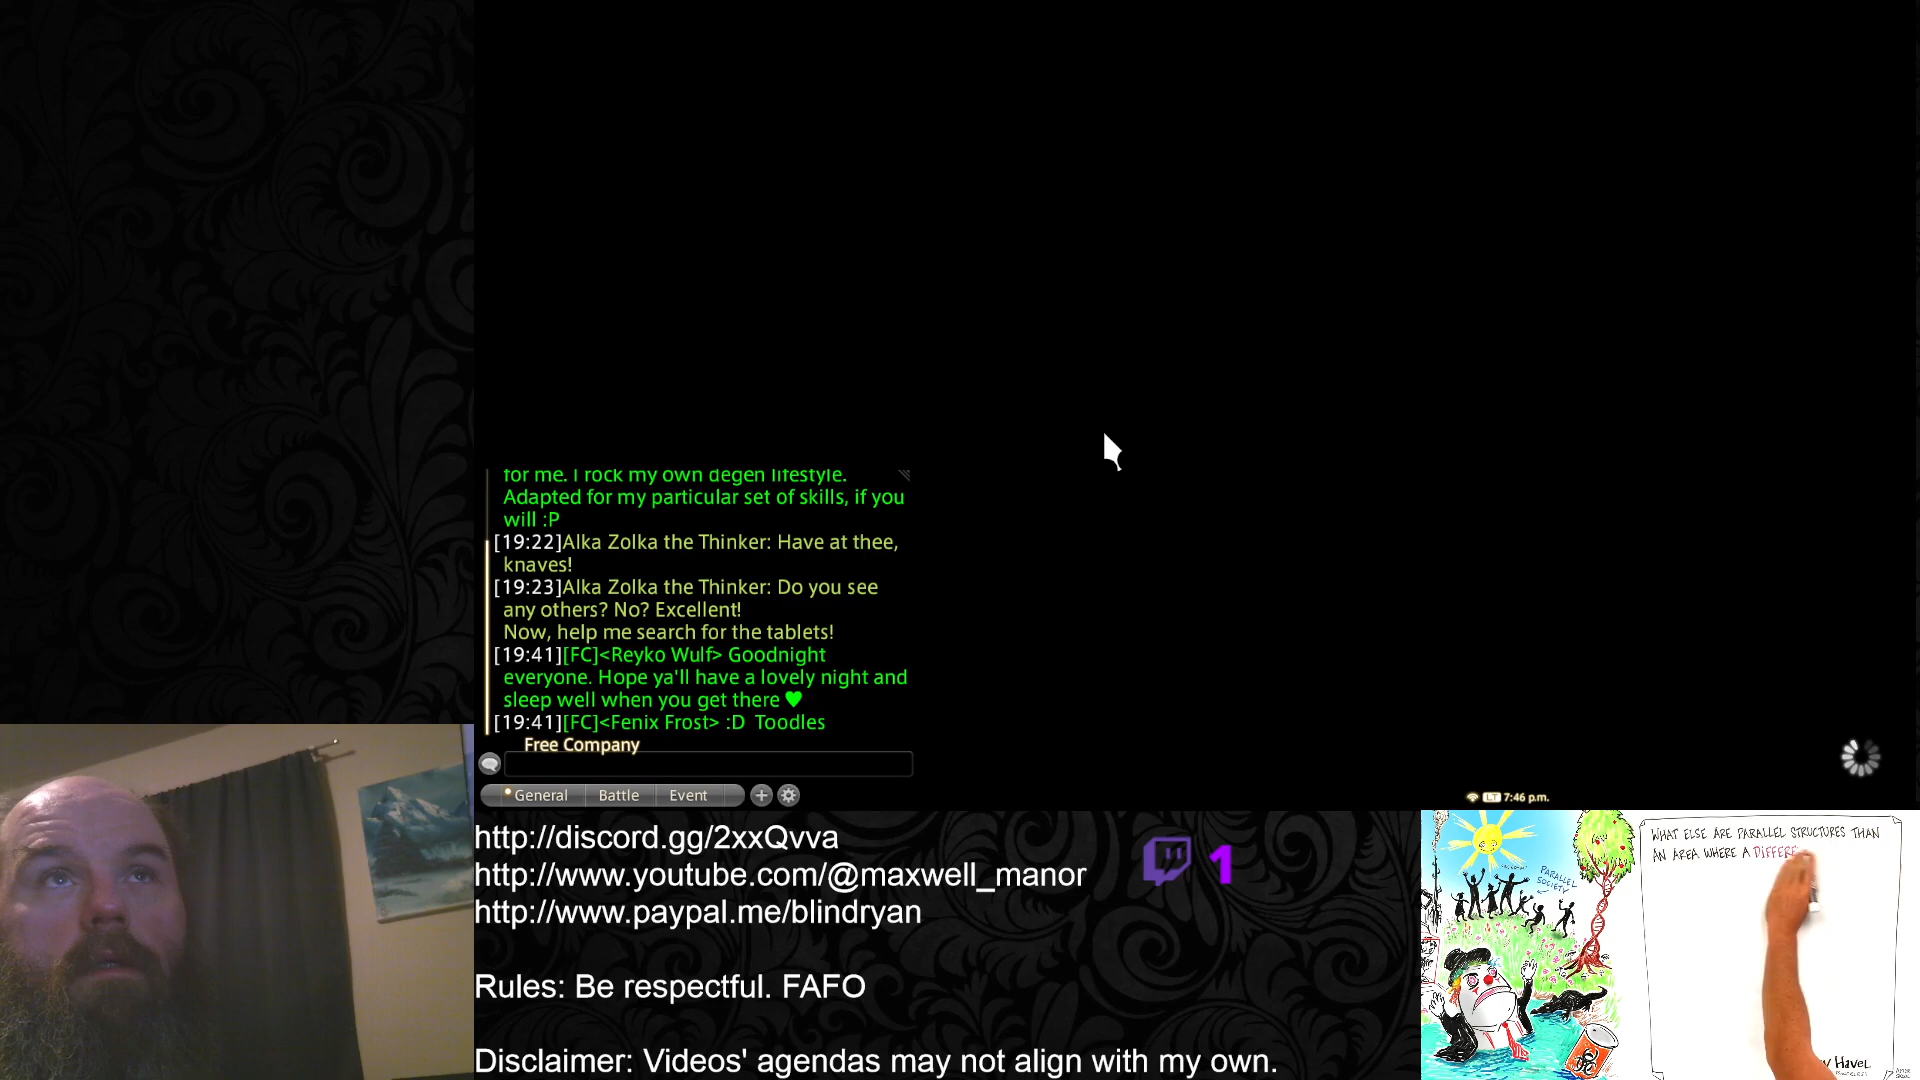 for me. I rock my own degen lifestyle.
Adapted for my particular set of skills, if you
will :P
[19:22]Alka Zolka the Thinker: Have at thee,
knaves!
[19:23]Alka Zolka the Thinker: Do you see
any others? No? Excellent!
Now, help me search for the tablets!
[19:41][FC]<Reyko Wulf> Goodnight
everyone. Hope ya'll have a lovely night and
sleep well when you get there ♥
[19:41][FC]<Fenix Frost> :D Toodles
Free Company
General Battle Event
LT 7:46 p.m.
http://discord.gg/2xxQvva
http://www.youtube.com/@maxwell_manor
http://www.paypal.me/blindryan
1
Rules: Be respectful. FAFO
Disclaimer: Videos' agendas may not align with my own.
PARALLEL
SOCIETY
WHAT ELSE ARE PARALLEL STRUCTURES THAN
AN AREA WHERE A DIFFERE
HAVEL